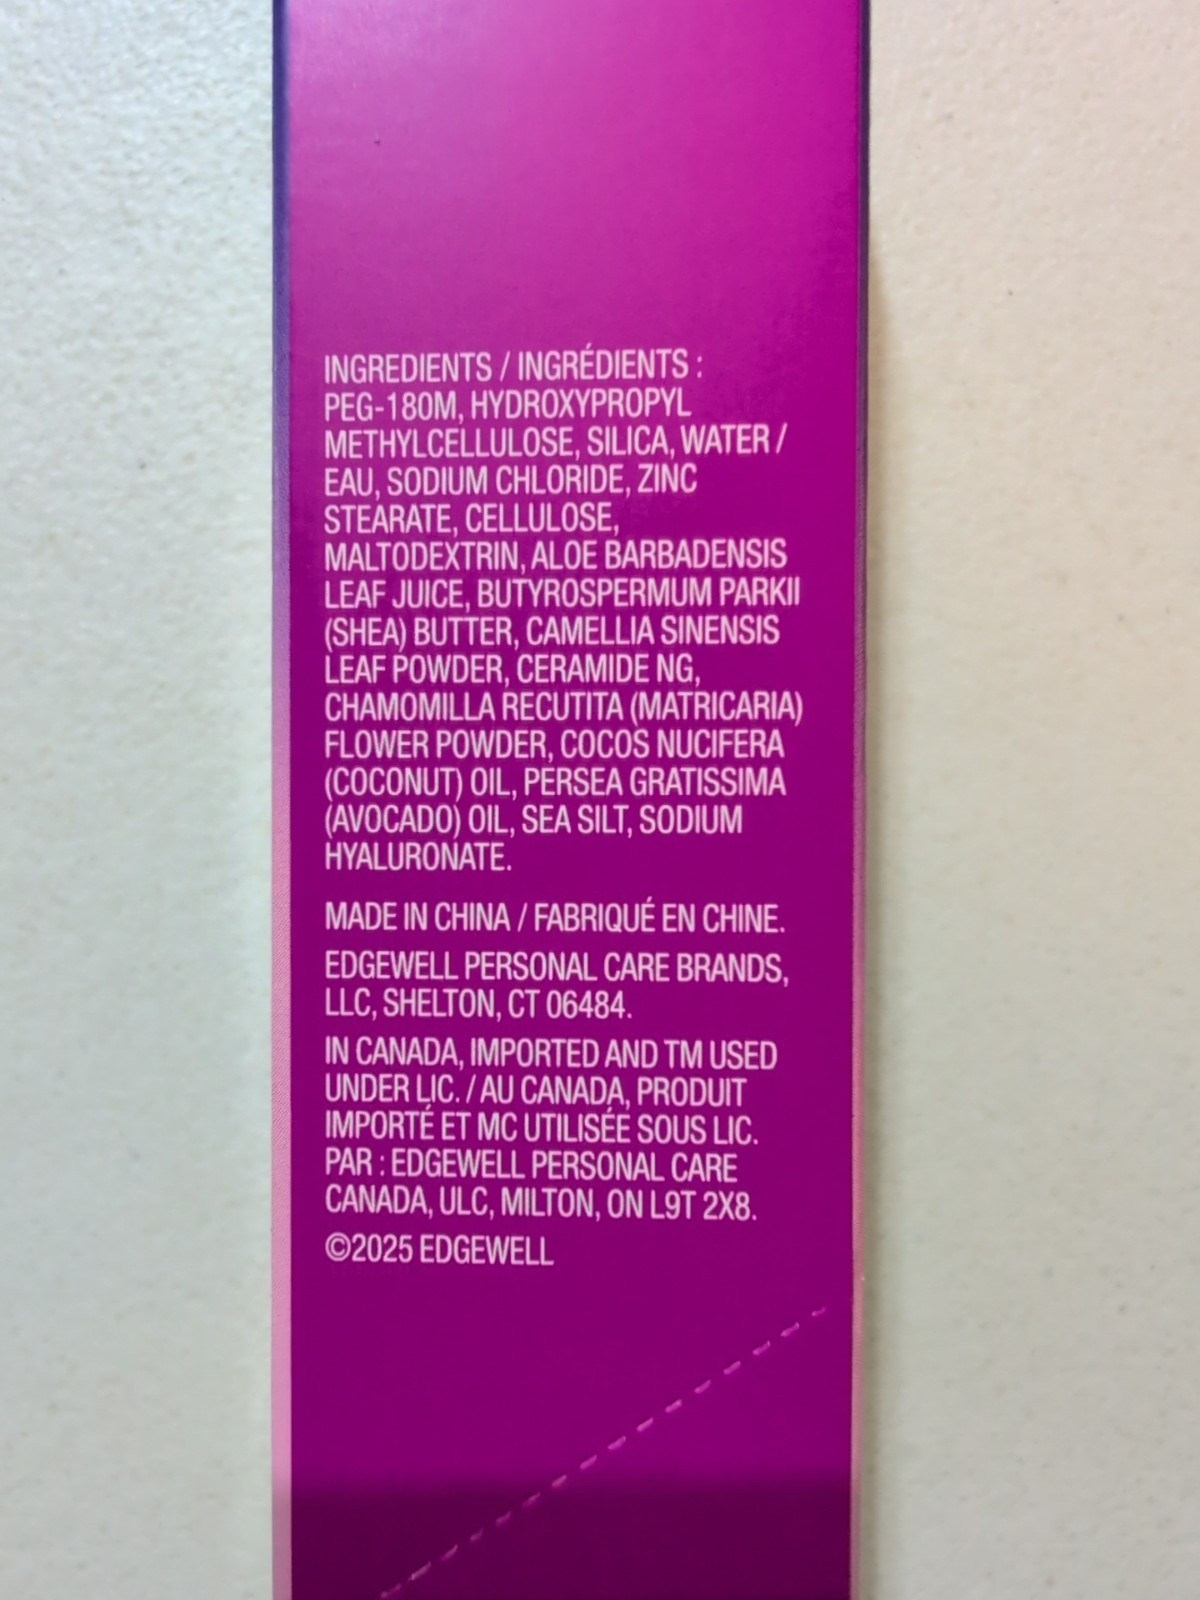 INGREDIENTS / INGRÉDIENTS :
PEG-180M, HYDROXYPROPYL
METHYLCELLULOSE, SILICA, WATER /
EAU, SODIUM CHLORIDE, ZINC
STEARATE, CELLULOSE,
MALTODEXTRIN, ALOE BARBADENSIS
LEAF JUICE, BUTYROSPERMUM PARKII
(SHEA) BUTTER, CAMELLIA SINENSIS
LEAF POWDER, CERAMIDE NG,
CHAMOMILLA RECUTITA (MATRICARIA)
FLOWER POWDER, COCOS NUCIFERA
(COCONUT) OIL, PERSEA GRATISSIMA
(AVOCADO) OIL, SEA SILT, SODIUM
HYALURONATE.
MADE IN CHINA / FABRIQUÉ EN CHINE.
EDGEWELL PERSONAL CARE BRANDS,
LLC, SHELTON, CT 06484.
IN CANADA, IMPORTED AND TM USED
UNDER LIC. / AU CANADA, PRODUIT
IMPORTÉ ET MC UTILISÉE SOUS LIC.
PAR : EDGEWELL PERSONAL CARE
CANADA, ULC, MILTON, ON L9T 2X8.
©2025 EDGEWELL